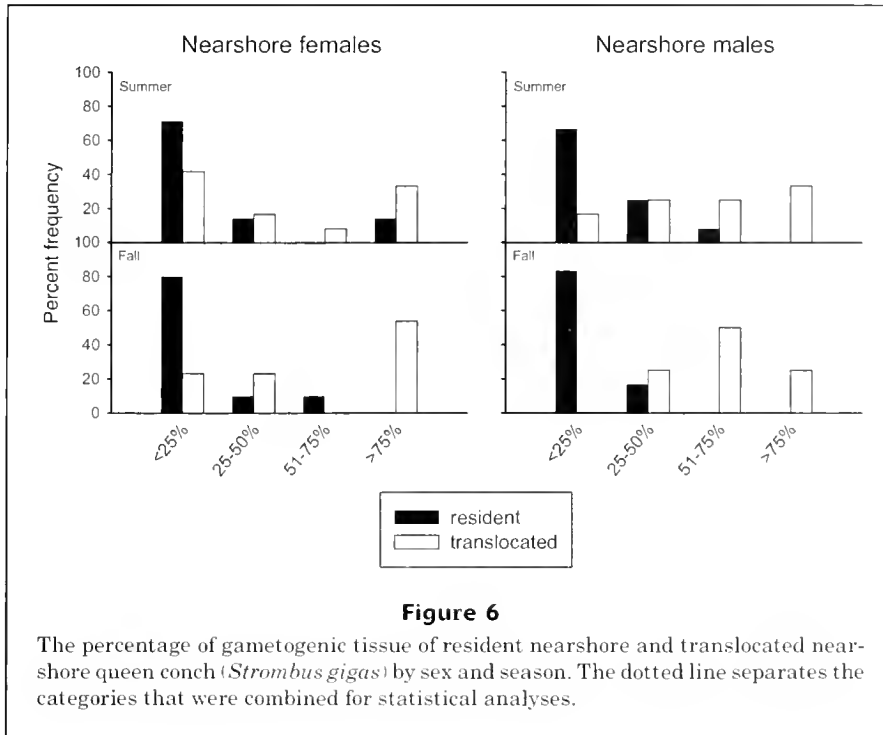 Nearshore females
Nearshore males
Percent frequency
Summer
100
80
60
40
20
Summer
Fall
100
80
60
40
20
0
Fall
<25%
25-50%
51-75%
>75%
<25%
25-50%
51-75%
>75%
resident
translocated
Figure 6
The percentage of gametogenic tissue of resident nearshore and translocated near-
shore queen conch (Strombus gigas) by sex and season. The dotted line separates the
categories that were combined for statistical analyses.